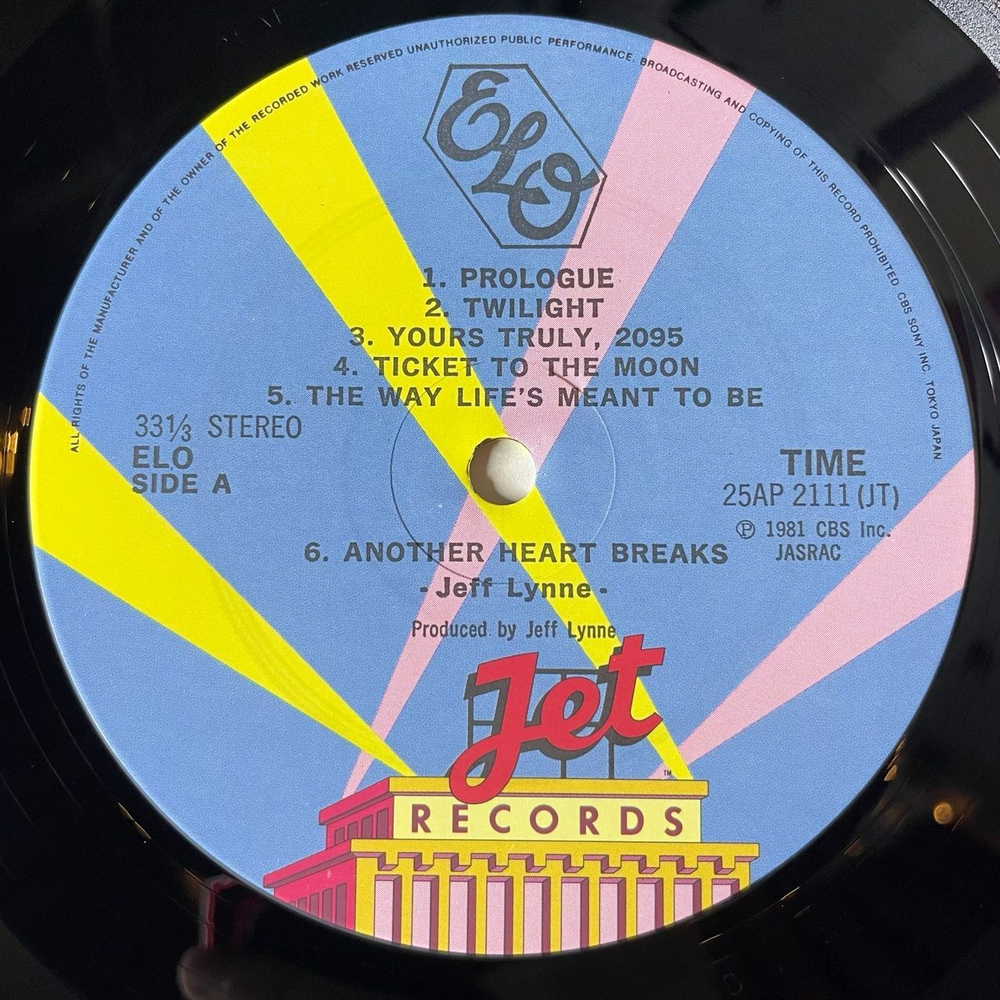 ALL RIGHTS OF THE MANUFACTURER AND OF THE OWNER OF THE RECORDED WORK RESERVED UNAUTHORIZED PUBLIC PERFORMANCE. BROADCASTING AND COPYING OF THIS RECORD PROHIBITED CBS SONY INC. TOKYO JAPAN
ELO
1. PROLOGUE
2. TWILIGHT
3. YOURS TRULY, 2095
4. TICKET TO THE MOON
5. THE WAY LIFE'S MEANT TO BE
33⅓ STEREO
ELO
SIDE A
TIME
25AP 2111 (JT)
Ⓟ 1981 CBS Inc.
JASRAC
6. ANOTHER HEART BREAKS
- Jeff Lynne -
Produced by Jeff Lynne
Jet
TM
RECORDS